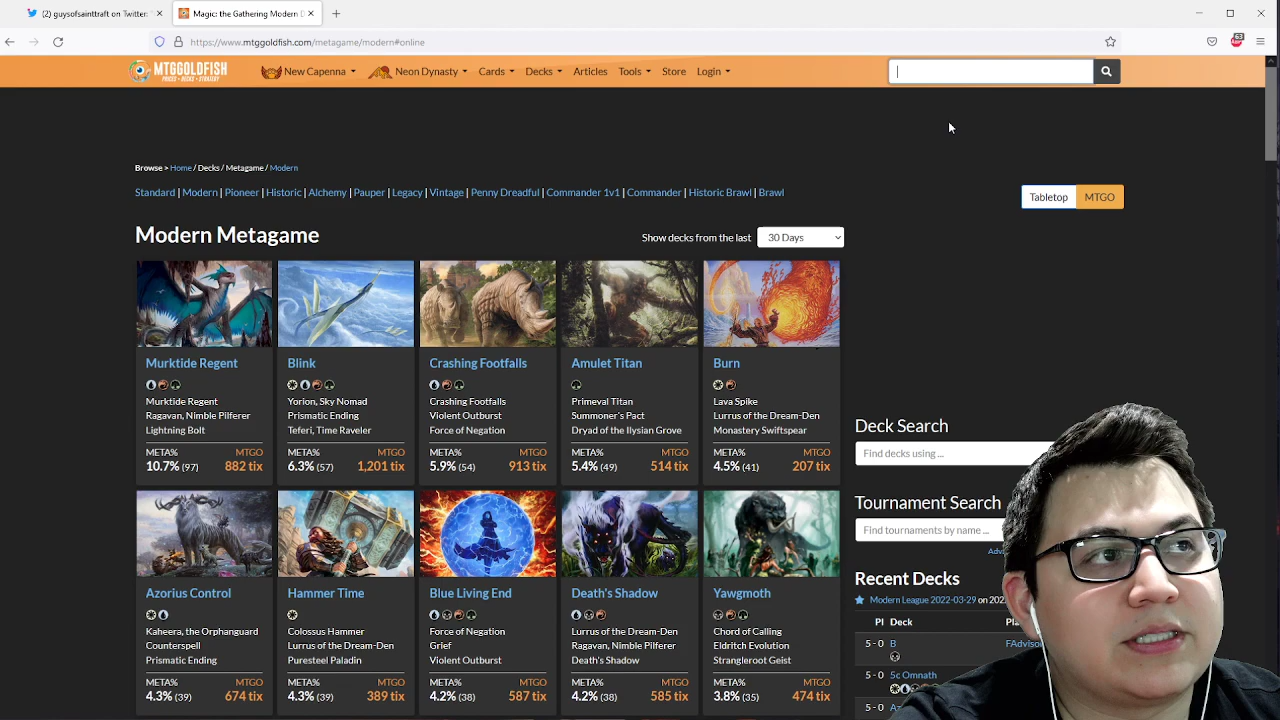 (2) guysofsainttraft on Twitter:
Magic: the Gathering Modern D
https://www.mtggoldfish.com/metagame/modern#online
63
MTGGOLDFISH
PRICES • DECKS • STRATEGY
New Capenna
Neon Dynasty
Cards
Decks
Articles
Tools
Store
Login
Browse > Home / Decks / Metagame / Modern
Standard | Modern | Pioneer | Historic | Alchemy | Pauper | Legacy | Vintage | Penny Dreadful | Commander 1v1 | Commander | Historic Brawl | Brawl
Tabletop
MTGO
Modern Metagame
Show decks from the last
30 Days
Murktide Regent
Murktide Regent
Ragavan, Nimble Pilferer
Lightning Bolt
META% MTGO
10.7% (97) 882 tix
Blink
Yorion, Sky Nomad
Prismatic Ending
Teferi, Time Raveler
META% MTGO
6.3% (57) 1,201 tix
Crashing Footfalls
Crashing Footfalls
Violent Outburst
Force of Negation
META% MTGO
5.9% (54) 913 tix
Amulet Titan
Primeval Titan
Summoner's Pact
Dryad of the Ilysian Grove
META% MTGO
5.4% (49) 514 tix
Burn
Lava Spike
Lurrus of the Dream-Den
Monastery Swiftspear
META% MTGO
4.5% (41) 207 tix
Azorius Control
Kaheera, the Orphanguard
Counterspell
Prismatic Ending
META% MTGO
4.3% (39) 674 tix
Hammer Time
Colossus Hammer
Lurrus of the Dream-Den
Puresteel Paladin
META% MTGO
4.3% (39) 389 tix
Blue Living End
Force of Negation
Grief
Violent Outburst
META% MTGO
4.2% (38) 587 tix
Death's Shadow
Lurrus of the Dream-Den
Ragavan, Nimble Pilferer
Death's Shadow
META% MTGO
4.2% (38) 585 tix
Yawgmoth
Chord of Calling
Eldritch Evolution
Strangleroot Geist
META% MTGO
3.8% (35) 474 tix
Deck Search
Find decks using ...
Tournament Search
Find tournaments by name ...
Adv
Recent Decks
Modern League 2022-03-29 on 202
Pl Deck Pla
5 - 0 B FAdvisor
5 - 0 5c Omnath
5 - 0 Az